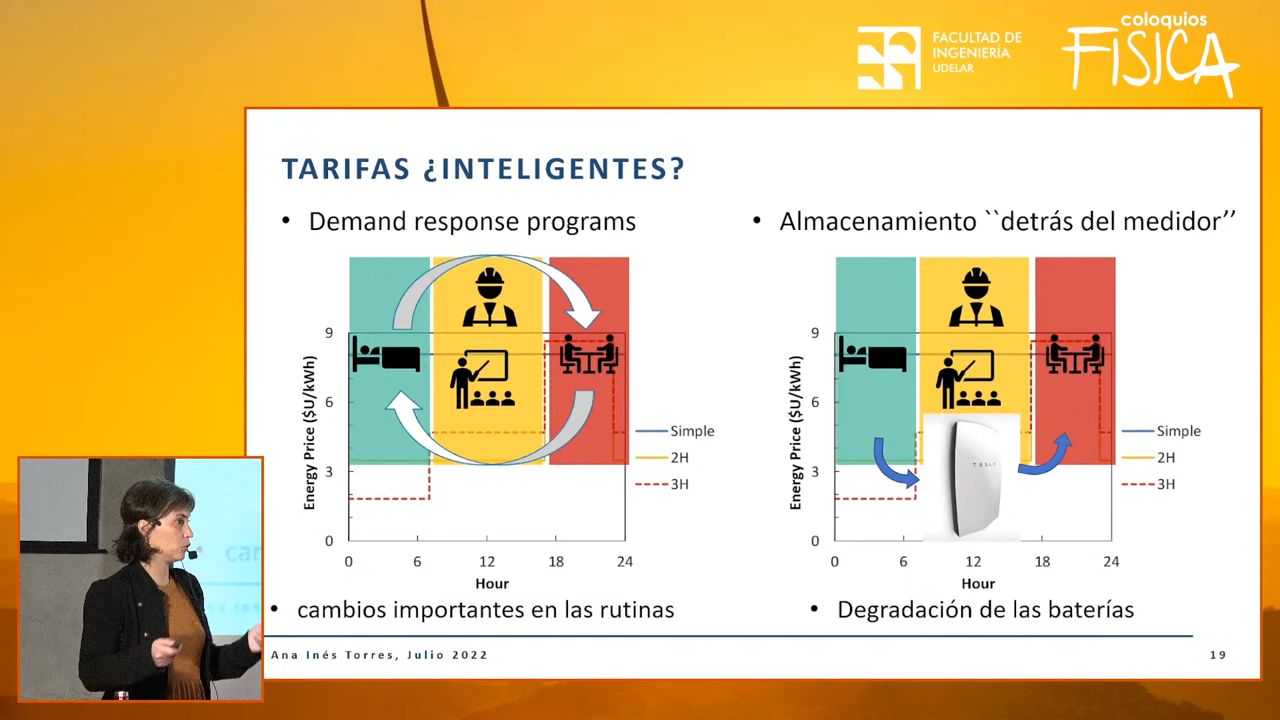 coloquios
FISICA
FACULTAD DE
INGENIERÍA
UDELAR
TARIFAS ¿INTELIGENTES?
• Demand response programs
9
6
3
0
Energy Price ($U/kWh)
0 6 12 18 24
Hour
Simple
2H
3H
• cambios importantes en las rutinas
• Almacenamiento ``detrás del medidor’’
9
6
3
0
Energy Price ($U/kWh)
TESLA
0 6 12 18 24
Hour
Simple
2H
3H
• Degradación de las baterías
Ana Inés Torres, Julio 2022
19